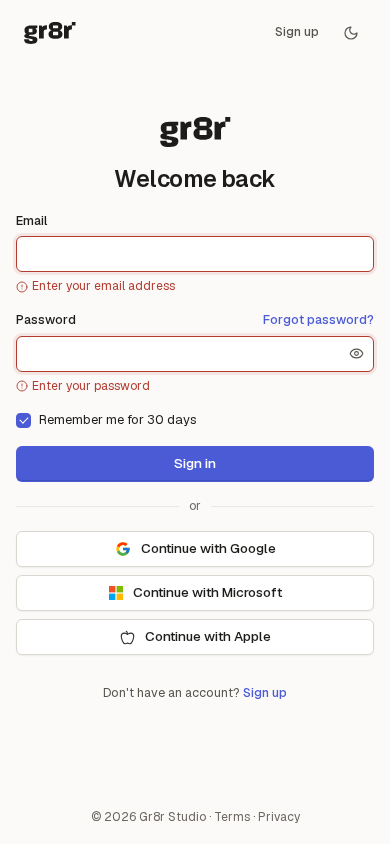 gr8r
Sign up
gr8r
Welcome back
Email
Enter your email address
Password
Forgot password?
Enter your password
Remember me for 30 days
Sign in
or
Continue with Google
Continue with Microsoft
Continue with Apple
Don't have an account? Sign up
© 2026 Gr8r Studio · Terms · Privacy